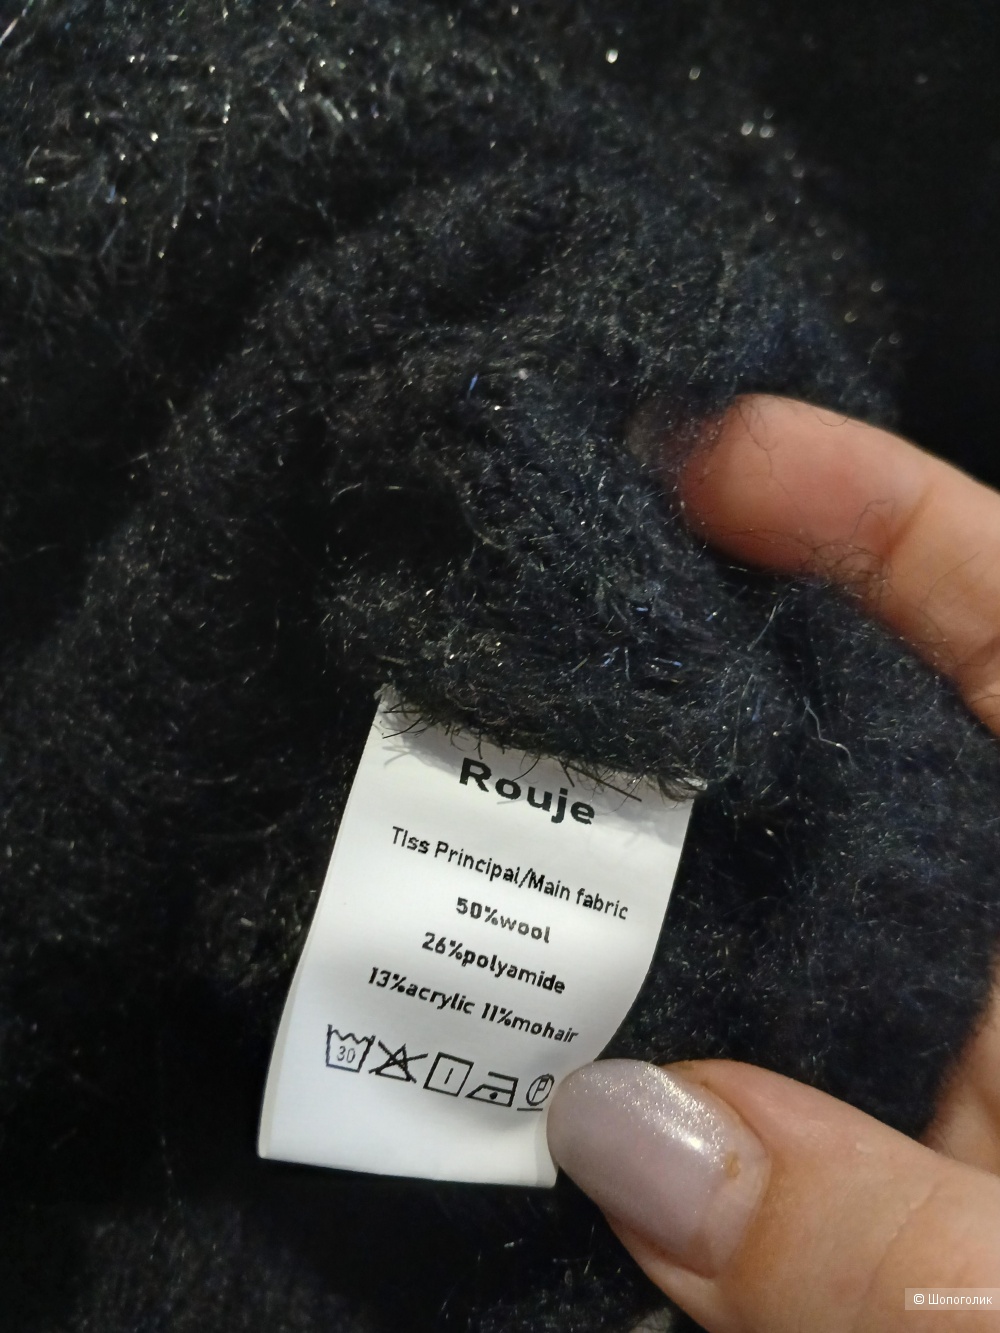 Rouje
TIss Principal/Main fabric
50%wool
26%polyamide
13%acrylic 11%mohair
30
P
© Шопоголик